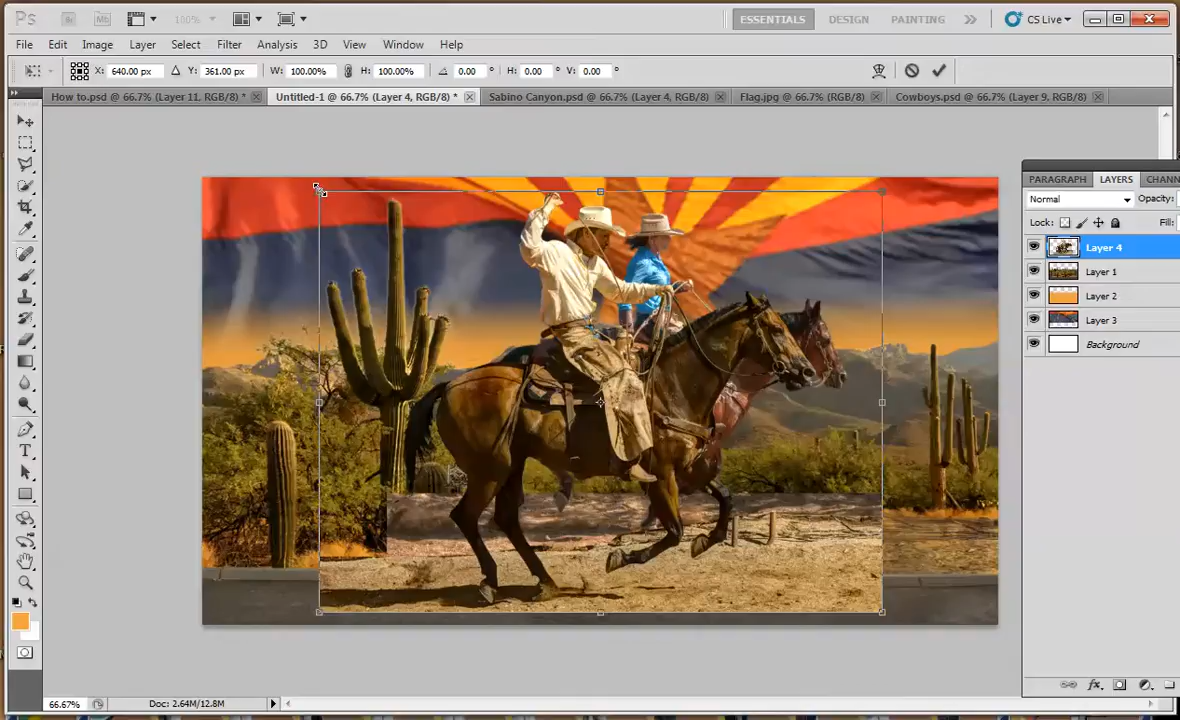 Ps Br Mb 100% ESSENTIALS DESIGN PAINTING CS Live
File Edit Image Layer Select Filter Analysis 3D View Window Help
X: 640.00 px Y: 361.00 px W: 100.00% H: 100.00% 0.00 ° H: 0.00 ° V: 0.00 °
How to.psd @ 66.7% (Layer 11, RGB/8) * Untitled-1 @ 66.7% (Layer 4, RGB/8) * Sabino Canyon.psd @ 66.7% (Layer 4, RGB/8) Flag.jpg @ 66.7% (RGB/8) Cowboys.psd @ 66.7% (Layer 9, RGB/8)
PARAGRAPH LAYERS CHANN
Normal Opacity:
Lock: Fill:
Layer 4
Layer 1
Layer 2
Layer 3
Background
T
fx
66.67% Doc: 2.64M/12.8M